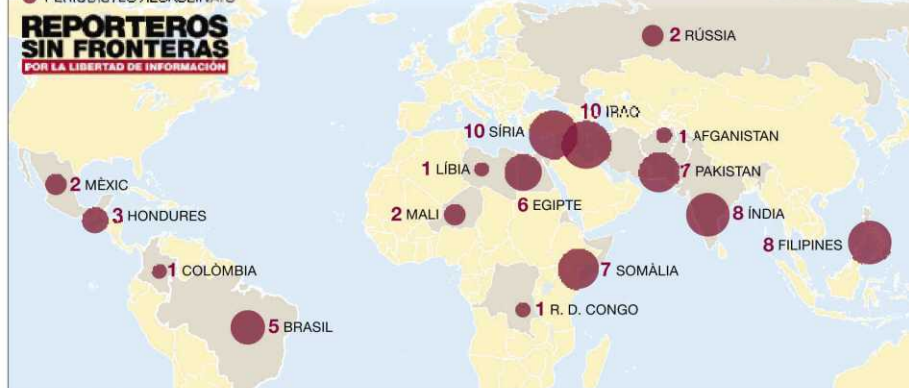 REPORTEROS
SIN FRONTERAS
POR LA LIBERTAD DE INFORMACIÓN
2 RÚSSIA
10 SÍRIA
10 IRAQ
1 AFGANISTAN
1 LÍBIA
7 PAKISTAN
2 MÈXIC
6 EGIPTE
3 HONDURES
2 MALI
8 ÍNDIA
8 FILIPINES
1 COLÒMBIA
7 SOMÀLIA
1 R. D. CONGO
5 BRASIL